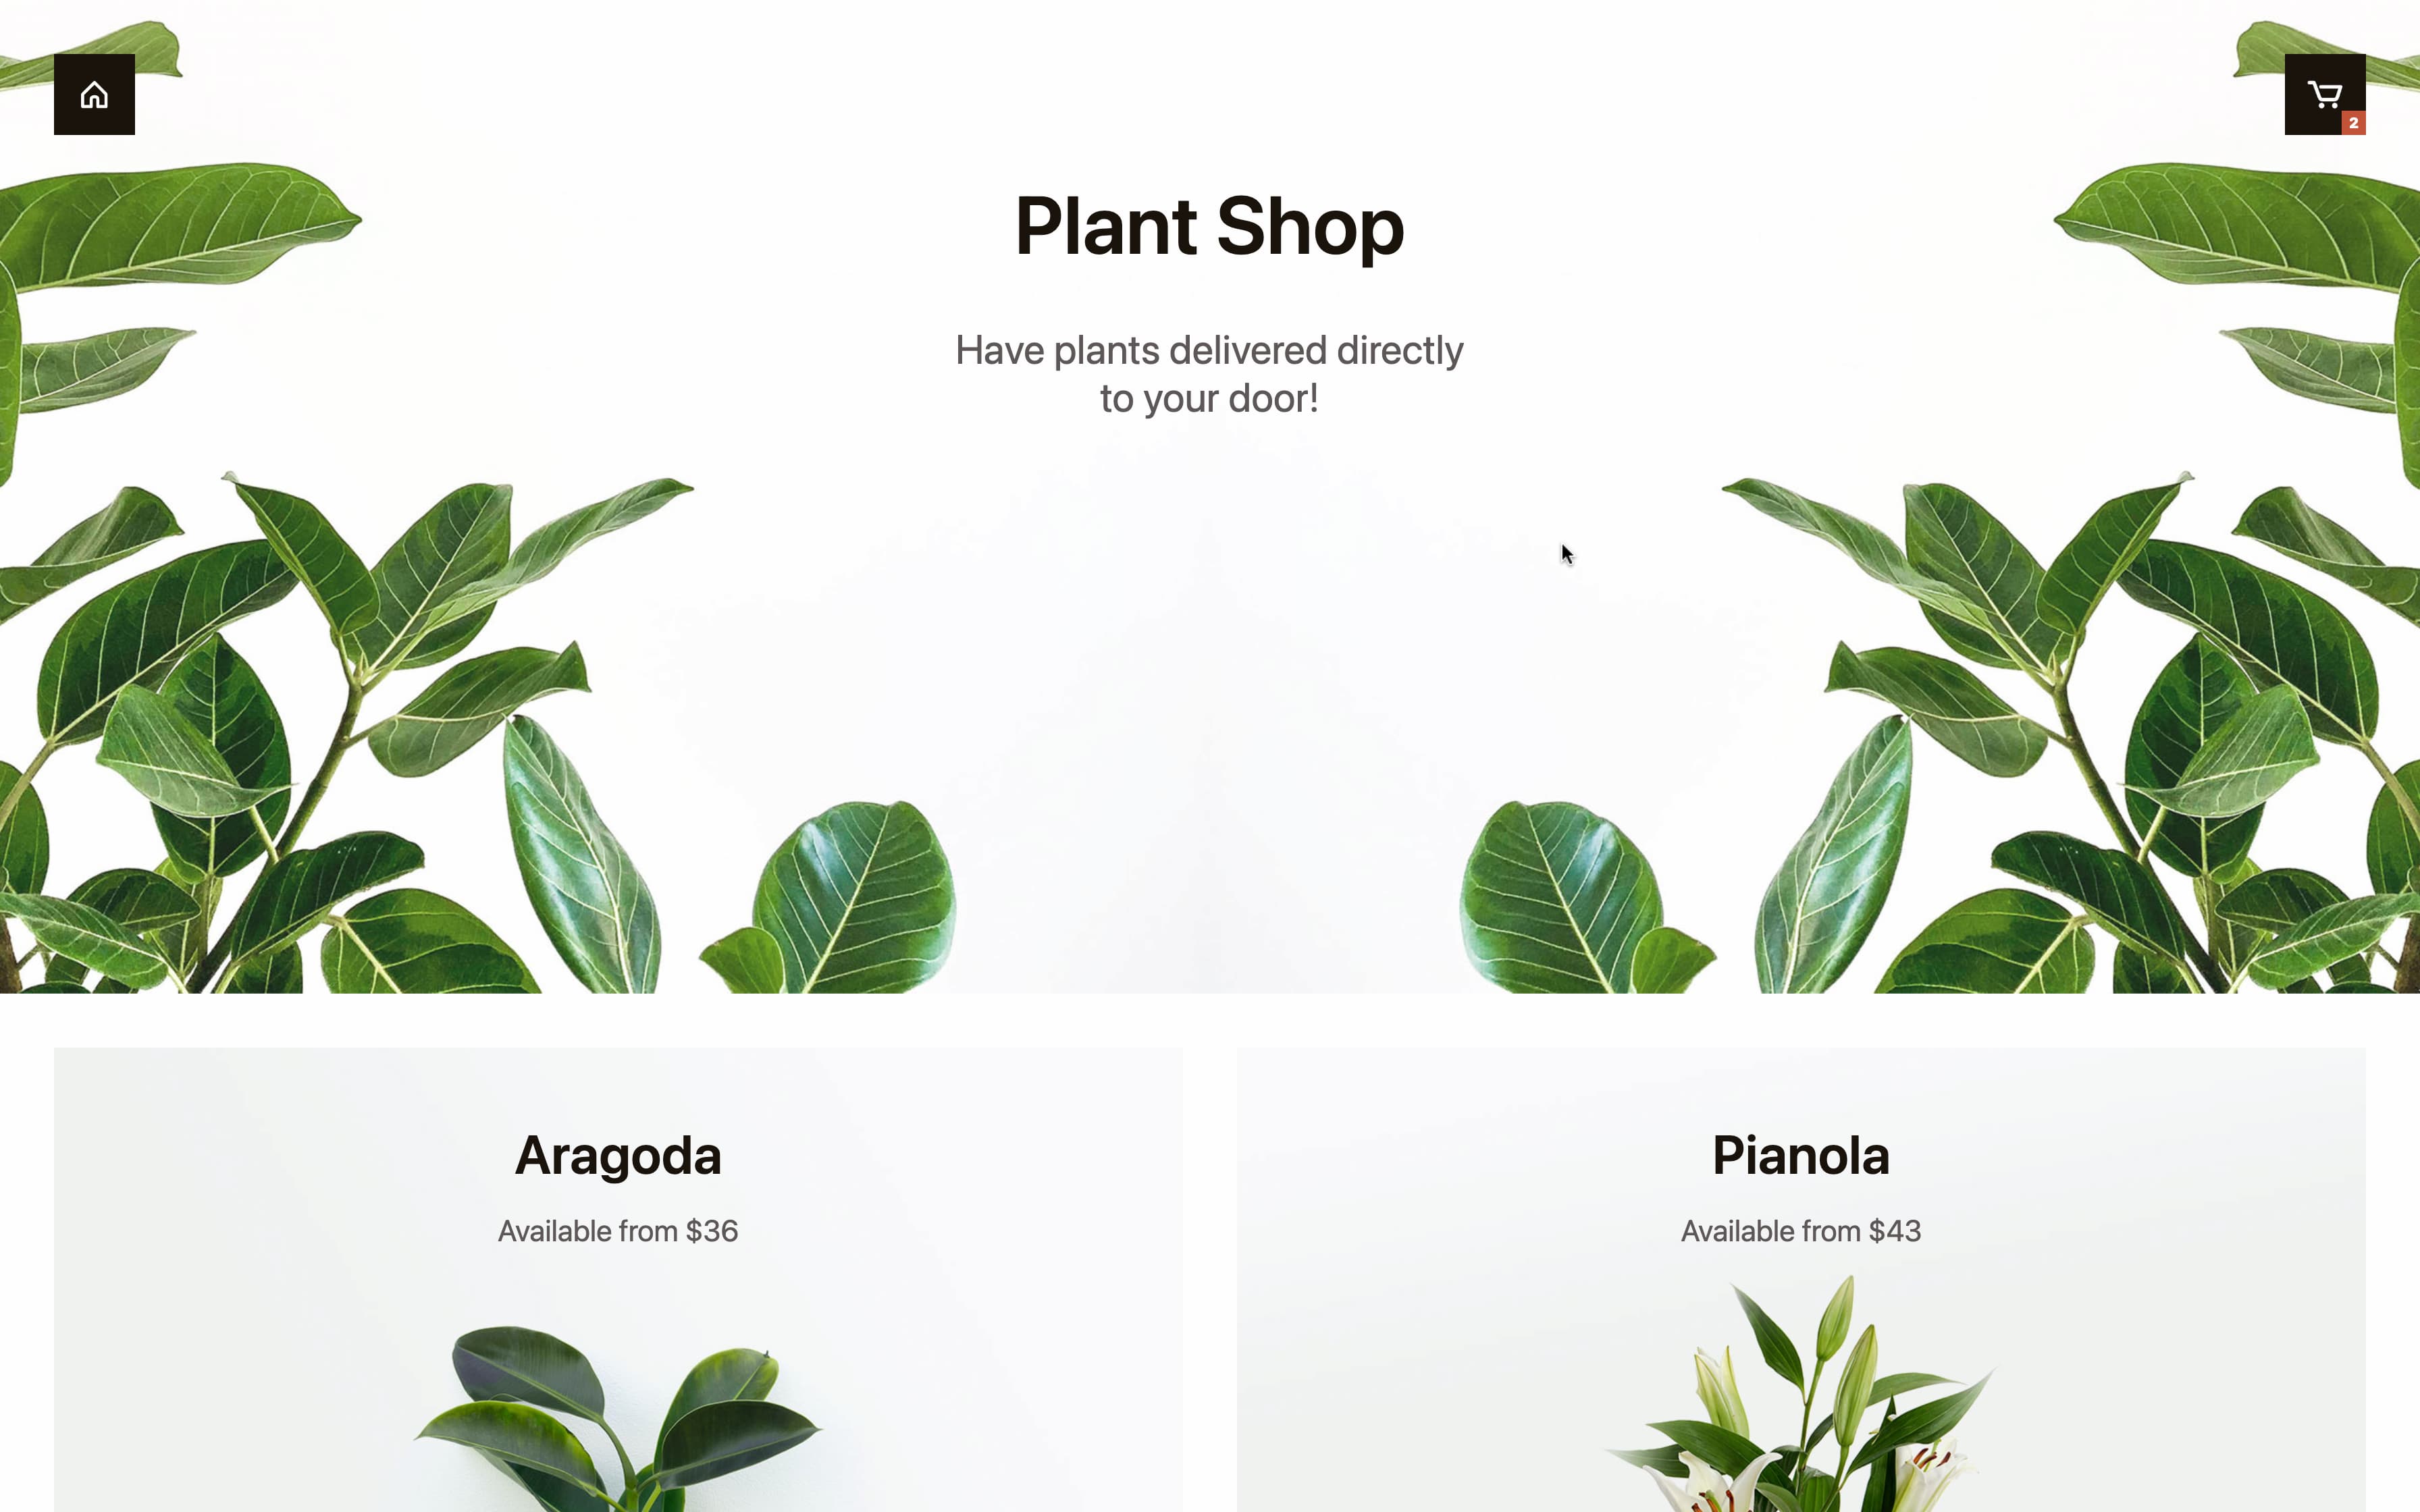 2
Plant Shop
Have plants delivered directly
to your door!
Aragoda
Available from $36
Pianola
Available from $43